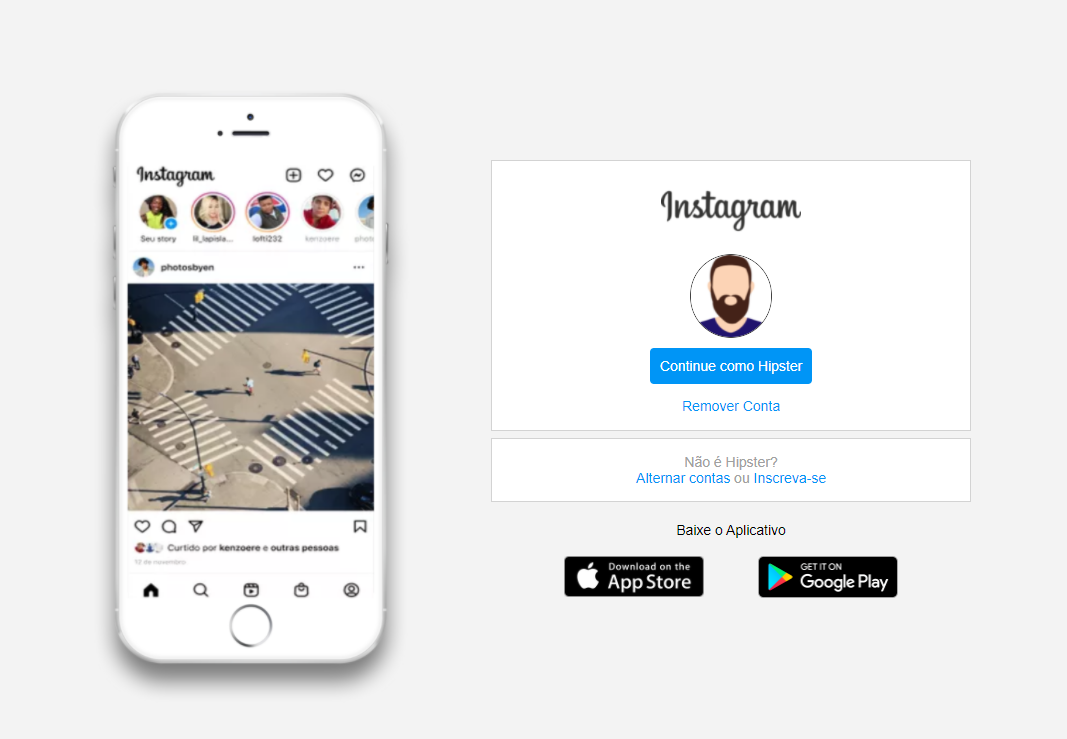 Instagram
Seu story
lil_lapisla...
lofti232
kenzoere
photosbyen
Curtido por kenzoere e outras pessoas
12 de novembro
Instagram
Continue como Hipster
Remover Conta
Não é Hipster?
Alternar contas ou Inscreva-se
Baixe o Aplicativo
Download on the
App Store
GET IT ON
Google Play